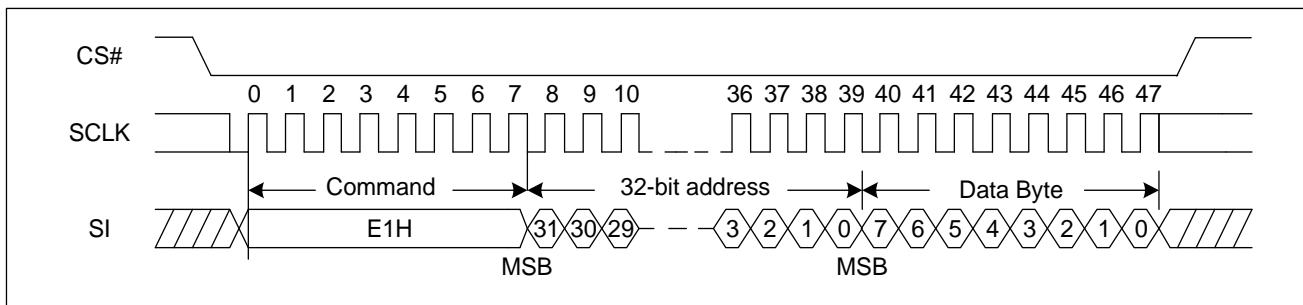 CS#
0 1 2 3 4 5 6 7 8 9 10 36 37 38 39 40 41 42 43 44 45 46 47
SCLK
Command 32-bit address Data Byte
SI E1H 31 30 29 3 2 1 0 7 6 5 4 3 2 1 0
MSB MSB